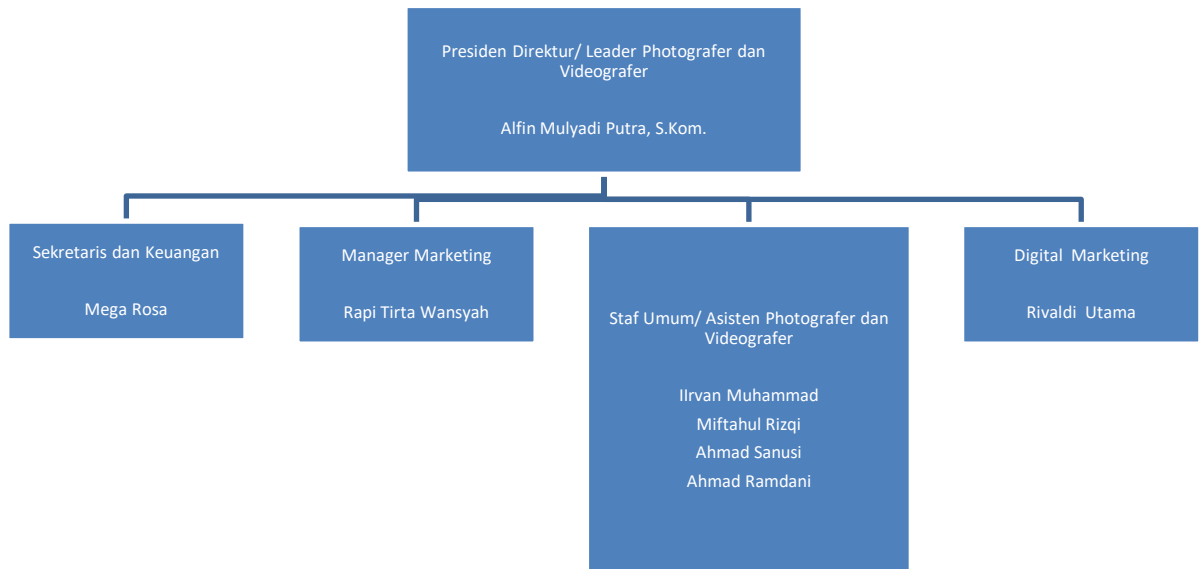 Presiden Direktur/ Leader Photografer dan
Videografer
Alfin Mulyadi Putra, S.Kom.
Sekretaris dan Keuangan
Mega Rosa
Manager Marketing
Rapi Tirta Wansyah
Staf Umum/ Asisten Photografer dan
Videografer
IIrvan Muhammad
Miftahul Rizqi
Ahmad Sanusi
Ahmad Ramdani
Digital  Marketing
Rivaldi  Utama